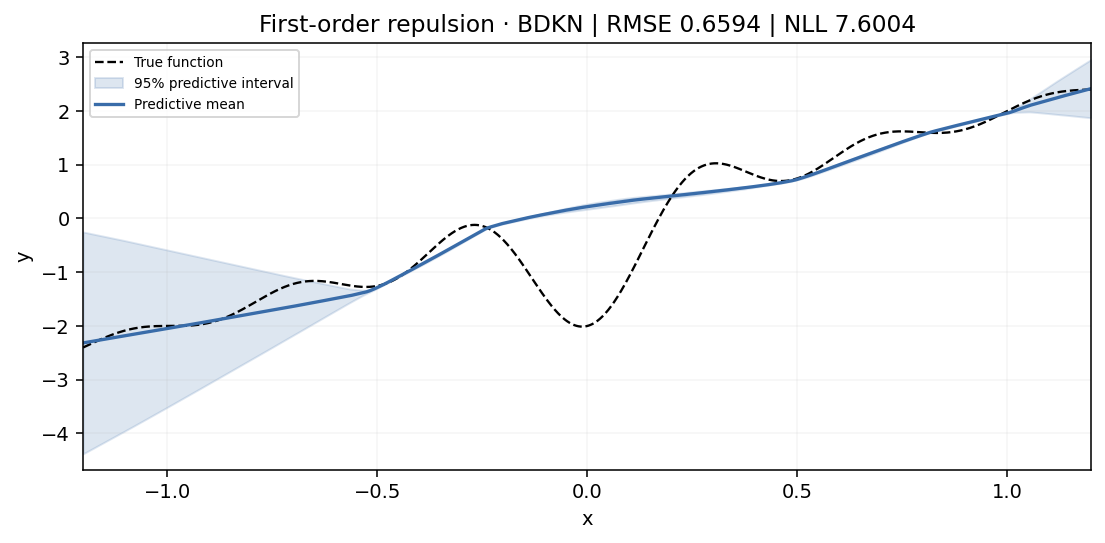 First-order repulsion · BDKN | RMSE 0.6594 | NLL 7.6004
True function
95% predictive interval
Predictive mean
3
2
1
0
−1
−2
−3
−4
y
−1.0 −0.5 0.0 0.5 1.0
x